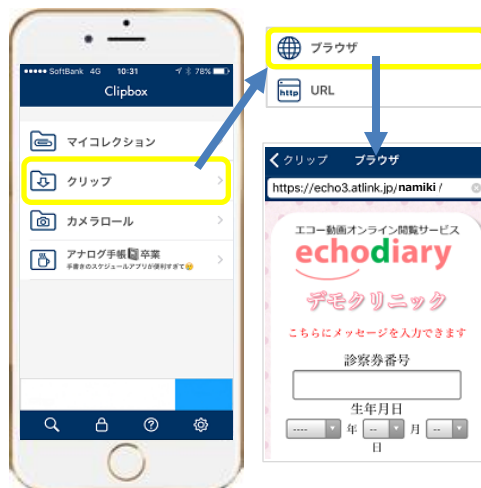 SoftBank 4G 10:31 78%
Clipbox
マイコレクション
クリップ
カメラロール
アナログ手帳卒業
手書きのスケジュールアプリが便利すぎて
ブラウザ
http URL
クリップ ブラウザ
https://echo3.atlink.jp/namiki /
エコー動画オンライン閲覧サービス
echodiary
デモクリニック
こちらにメッセージを入力できます
診察券番号
生年月日
---- 年 -- 月 --
日